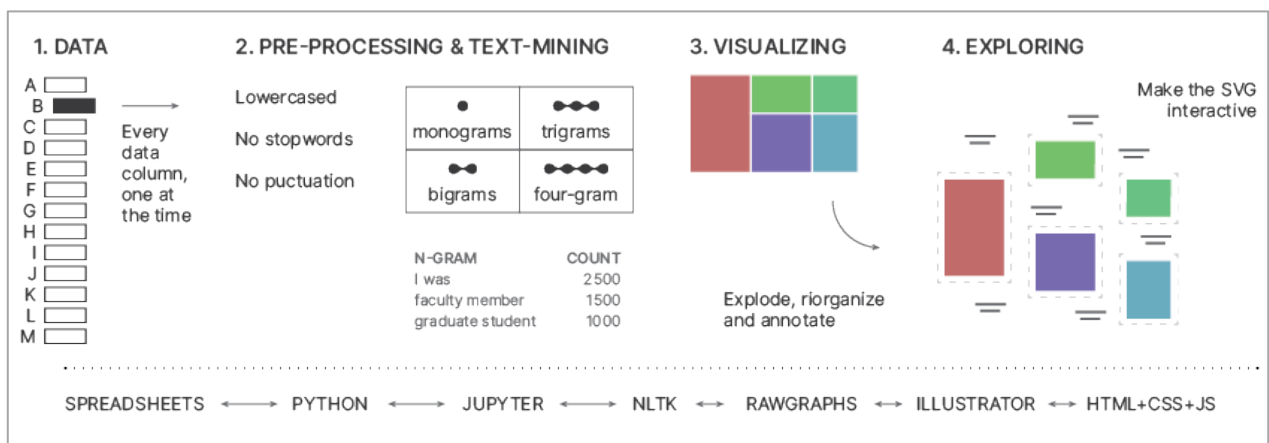 1. DATA
A
B
C
D
E
F
G
H
I
J
K
L
M
Every
data
column,
one at
the time
2. PRE-PROCESSING & TEXT-MINING
Lowercased
No stopwords
No puctuation
monograms
trigrams
bigrams
four-gram
N-GRAM COUNT
I was 2500
faculty member 1500
graduate student 1000
3. VISUALIZING
Explode, riorganize
and annotate
4. EXPLORING
Make the SVG
interactive
SPREADSHEETS PYTHON JUPYTER NLTK RAWGRAPHS ILLUSTRATOR HTML+CSS+JS